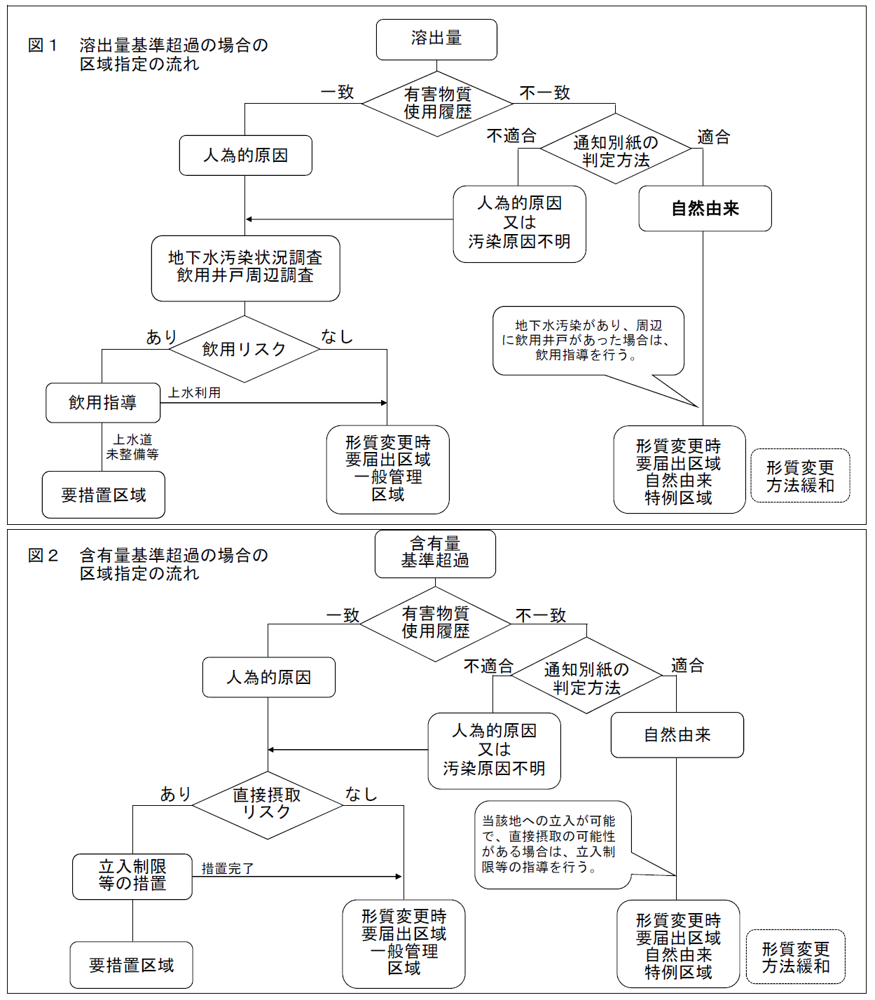 図１　溶出量基準超過の場合の
区域指定の流れ
溶出量
有害物質
使用履歴
一致
不一致
通知別紙の
判定方法
不適合
適合
人為的原因
人為的原因
又は
汚染原因不明
自然由来
地下水汚染状況調査
飲用井戸周辺調査
地下水汚染があり、周辺
に飲用井戸があった場合は、
飲用指導を行う。
飲用リスク
あり
なし
飲用指導
上水利用
上水道
未整備等
要措置区域
形質変更時
要届出区域
一般管理
区域
形質変更時
要届出区域
自然由来
特例区域
形質変更
方法緩和
図２　含有量基準超過の場合の
区域指定の流れ
含有量
基準超過
有害物質
使用履歴
一致
不一致
通知別紙の
判定方法
不適合
適合
人為的原因
人為的原因
又は
汚染原因不明
自然由来
直接摂取
リスク
あり
なし
当該地への立入が可能
で、直接摂取の可能性
がある場合は、立入制
限等の指導を行う。
立入制限
等の措置
措置完了
要措置区域
形質変更時
要届出区域
一般管理
区域
形質変更時
要届出区域
自然由来
特例区域
形質変更
方法緩和